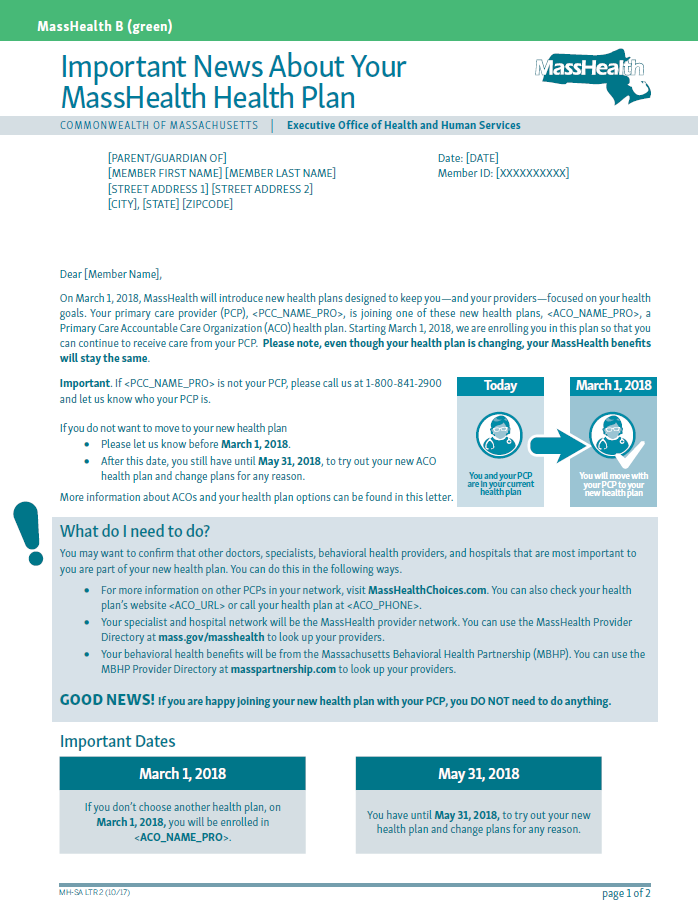 MassHealth B (green)
Important News About Your
MassHealth Health Plan
MassHealth
COMMONWEALTH OF MASSACHUSETTS | Executive Office of Health and Human Services
[PARENT/GUARDIAN OF]
[MEMBER FIRST NAME] [MEMBER LAST NAME]
[STREET ADDRESS 1] [STREET ADDRESS 2]
[CITY], [STATE] [ZIPCODE]
Date: [DATE]
Member ID: [XXXXXXXXXX]
Dear [Member Name],
On March 1, 2018, MassHealth will introduce new health plans designed to keep you—and your providers—focused on your health
goals. Your primary care provider (PCP), <PCC_NAME_PRO>, is joining one of these new health plans, <ACO_NAME_PRO>, a
Primary Care Accountable Care Organization (ACO) health plan. Starting March 1, 2018, we are enrolling you in this plan so that you
can continue to receive care from your PCP. Please note, even though your health plan is changing, your MassHealth benefits
will stay the same.
Important. If <PCC_NAME_PRO> is not your PCP, please call us at 1-800-841-2900
and let us know who your PCP is.
If you do not want to move to your new health plan
• Please let us know before March 1, 2018.
• After this date, you still have until May 31, 2018, to try out your new ACO
health plan and change plans for any reason.
More information about ACOs and your health plan options can be found in this letter.
Today
You and your PCP
are in your current
health plan
March 1, 2018
You will move with
your PCP to your
new health plan
!
What do I need to do?
You may want to confirm that other doctors, specialists, behavioral health providers, and hospitals that are most important to
you are part of your new health plan. You can do this in the following ways.
• For more information on other PCPs in your network, visit MassHealthChoices.com. You can also check your health
plan's website <ACO_URL> or call your health plan at <ACO_PHONE>.
• Your specialist and hospital network will be the MassHealth provider network. You can use the MassHealth Provider
Directory at mass.gov/masshealth to look up your providers.
• Your behavioral health benefits will be from the Massachusetts Behavioral Health Partnership (MBHP). You can use the
MBHP Provider Directory at masspartnership.com to look up your providers.
GOOD NEWS! If you are happy joining your new health plan with your PCP, you DO NOT need to do anything.
Important Dates
March 1, 2018
If you don't choose another health plan, on
March 1, 2018, you will be enrolled in
<ACO_NAME_PRO>.
May 31, 2018
You have until May 31, 2018, to try out your new
health plan and change plans for any reason.
MH-SA LTR 2 (10/17)
page 1 of 2